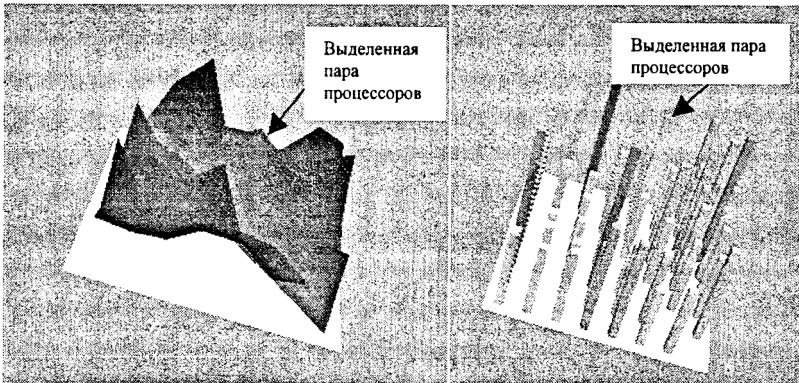 Выделенная
пара
процессоров
Выделенная пара
процессоров